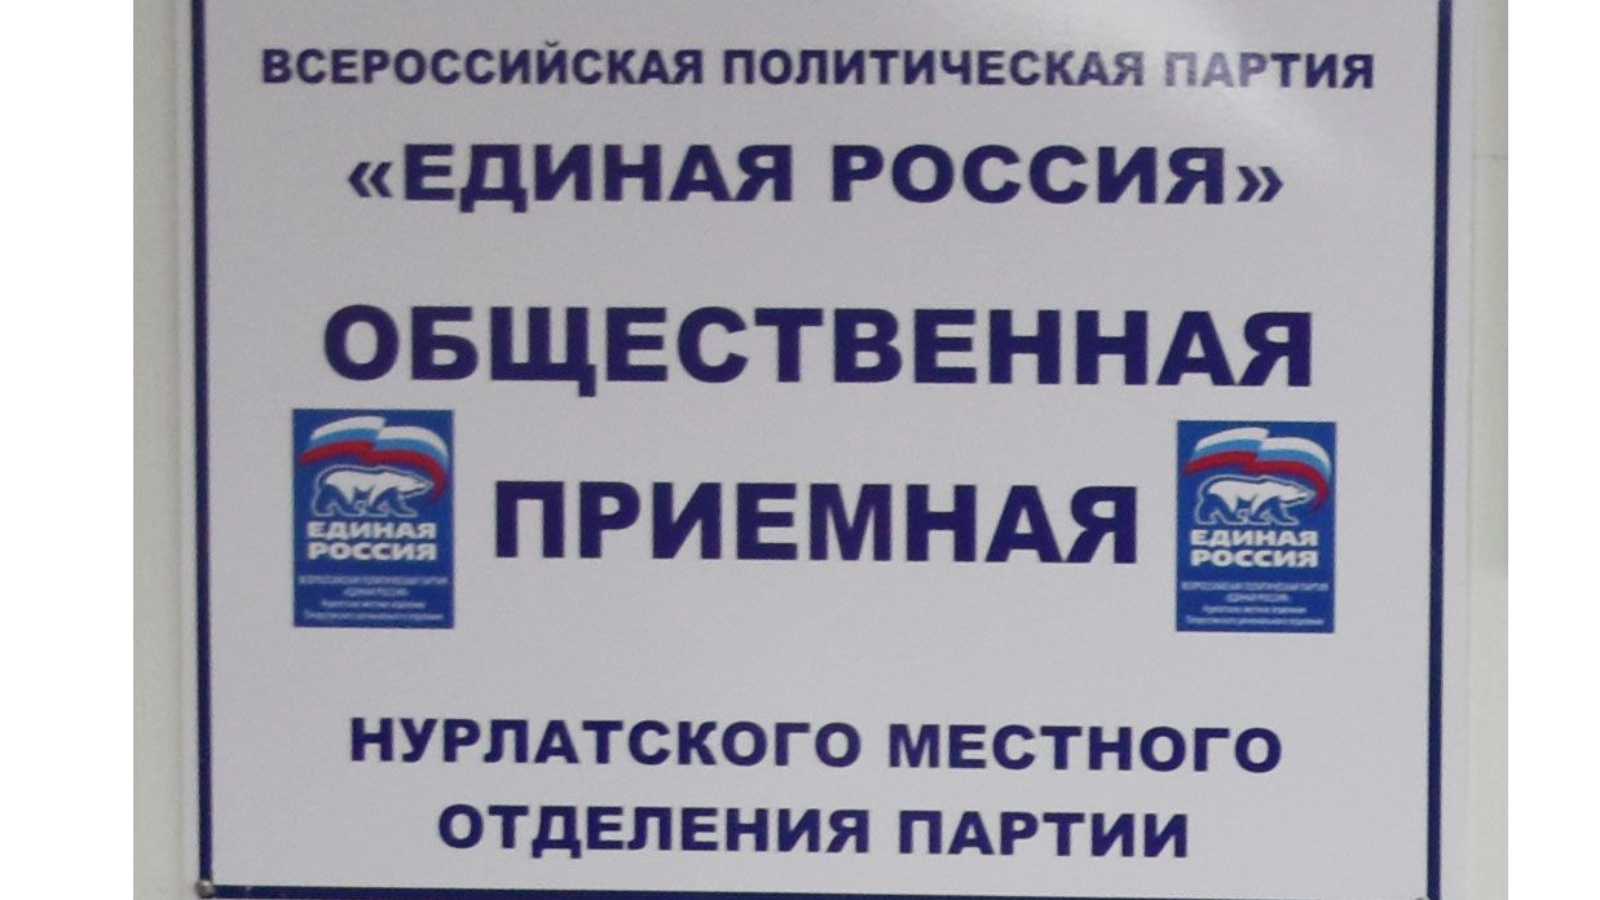 ВСЕРОССИЙСКАЯ ПОЛИТИЧЕСКАЯ ПАРТИЯ
«ЕДИНАЯ РОССИЯ»
ОБЩЕСТВЕННАЯ
ПРИЕМНАЯ
ЕДИНАЯ
РОССИЯ
ЕДИНАЯ
РОССИЯ
НУРЛАТСКОГО МЕСТНОГО
ОТДЕЛЕНИЯ ПАРТИИ